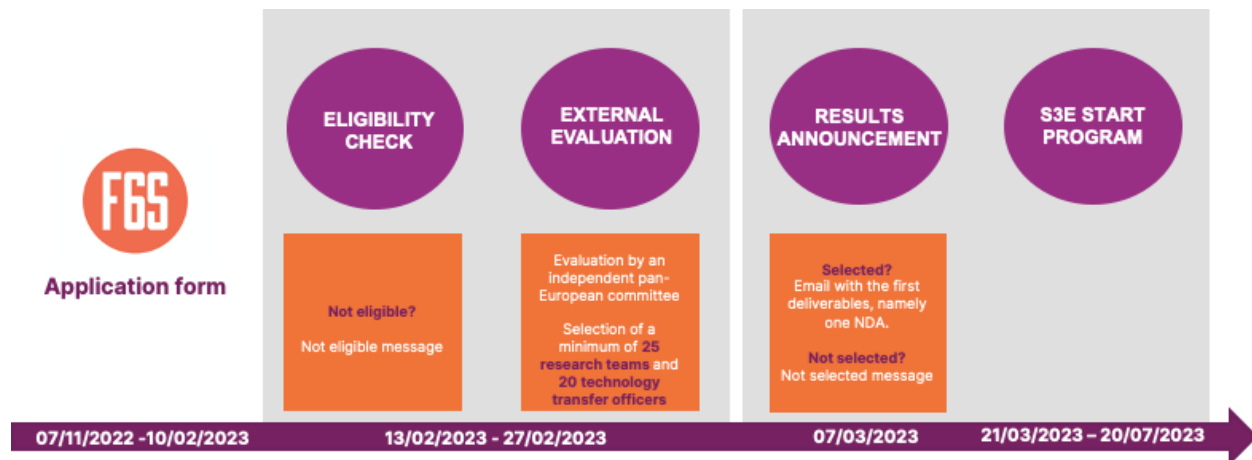 F6S
Application form
ELIGIBILITY
CHECK
Not eligible?
Not eligible message
EXTERNAL
EVALUATION
Evaluation by an
independent pan-
European committee
Selection of a
minimum of 25
research teams and
20 technology
transfer officers
RESULTS
ANNOUNCEMENT
Selected?
Email with the first
deliverables, namely
one NDA.
Not selected?
Not selected message
S3E START
PROGRAM
07/11/2022 -10/02/2023
13/02/2023 - 27/02/2023
07/03/2023
21/03/2023 – 20/07/2023